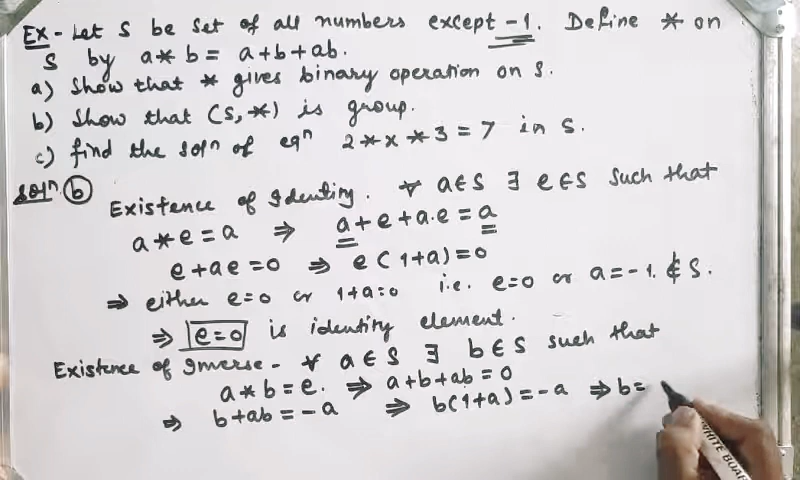 Ex - Let S be set of all numbers except -1. Define * on
S by a * b = a+b+ab.
a) Show that * gives binary operation on S.
b) Show that (S, *) is group.
c) find the solⁿ of eqⁿ 2 * x * 3 = 7 in S.
Solⁿ. (b)
Existence of Identity. ∀ a∈S ∃ e∈S such that
a * e = a ⇒ a+e+a.e = a
e+ae=0 ⇒ e(1+a)=0
⇒ either e=0 or 1+a=0 i.e. e=0 or a=-1. ∉ S.
⇒ e=0 is identity element.
Existence of Inverse - ∀ a∈S ∃ b∈S such that
a * b = e. ⇒ a+b+ab=0
⇒ b+ab=-a ⇒ b(1+a)=-a ⇒ b=
WHITE BOA